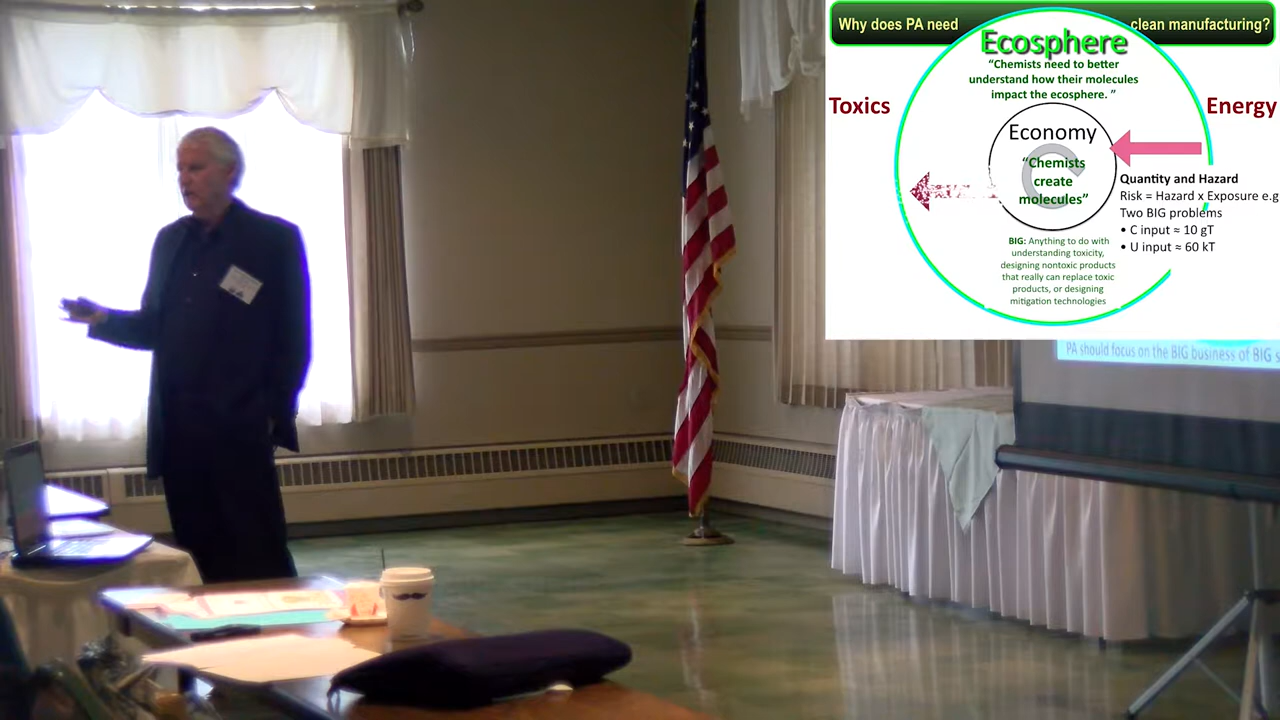 Why does PA need clean manufacturing?
Ecosphere
“Chemists need to better
understand how their molecules
impact the ecosphere. ”
Toxics
Energy
Economy
“Chemists
create
molecules”
C
Quantity and Hazard
Risk = Hazard x Exposure e.g
Two BIG problems
• C input ≈ 10 gT
• U input ≈ 60 kT
BIG: Anything to do with
understanding toxicity,
designing nontoxic products
that really can replace toxic
products, or designing
mitigation technologies
PA should focus on the BIG business of BIG s